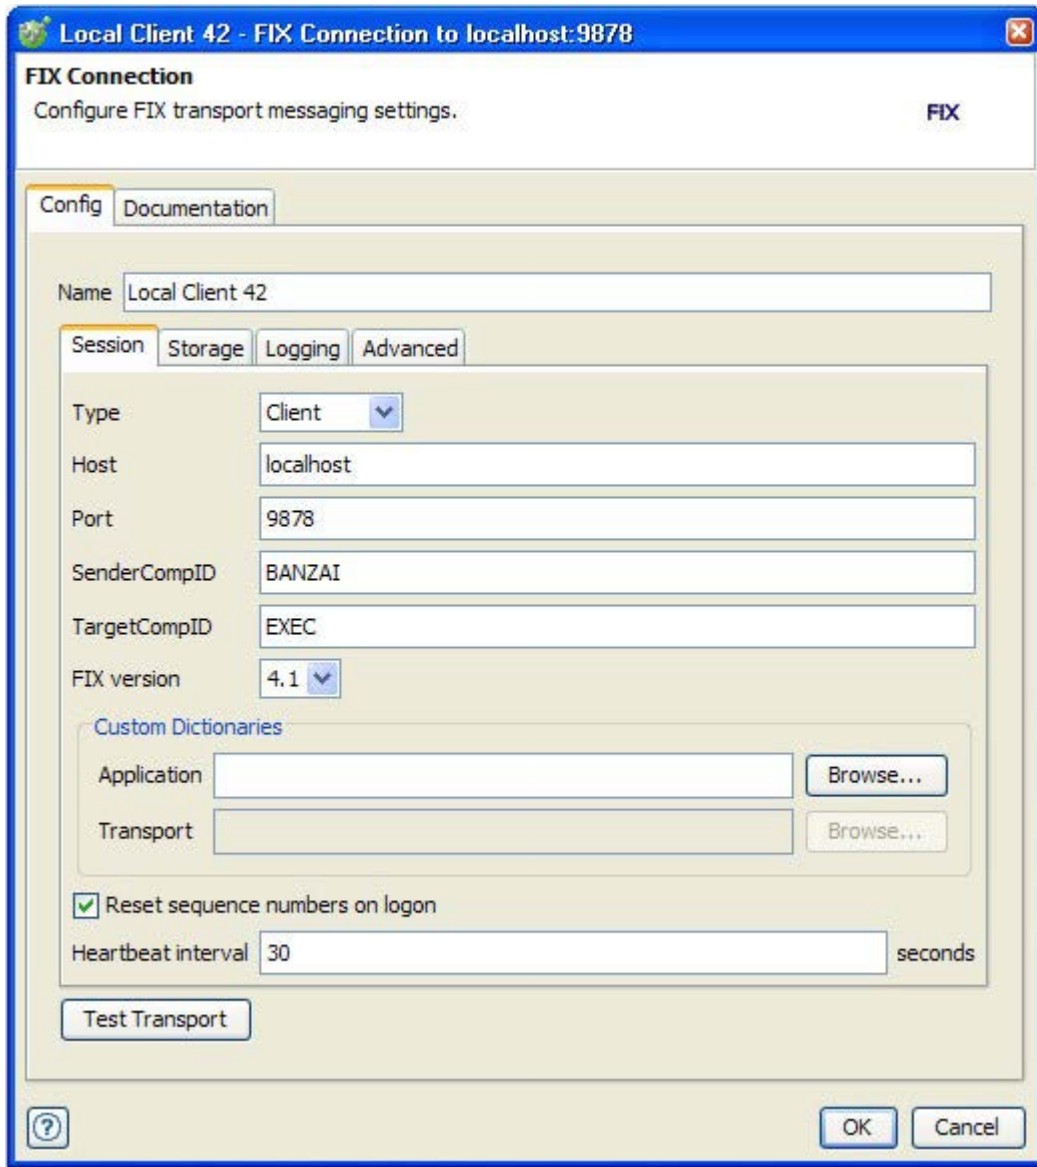 Local Client 42 - FIX Connection to localhost:9878
FIX Connection
Configure FIX transport messaging settings.
FIX
Config Documentation
Name Local Client 42
Session Storage Logging Advanced
Type Client
Host localhost
Port 9878
SenderCompID BANZAI
TargetCompID EXEC
FIX version 4.1
Custom Dictionaries
Application Browse...
Transport Browse...
Reset sequence numbers on logon
Heartbeat interval 30 seconds
Test Transport
? OK Cancel